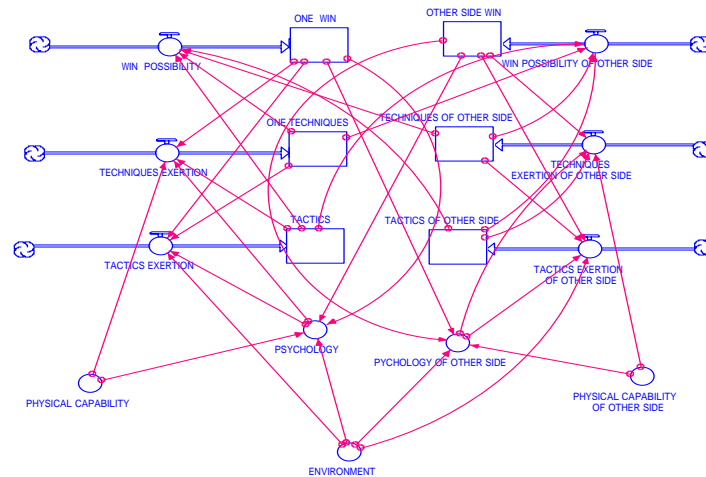 ONE  WIN
OTHER SIDE WIN
WIN  POSSIBILITY
WIN POSSIBILITY OF OTHER SIDE
ONE TECHNIQUES
TECHNIQUES OF OTHER SIDE
TECHNIQUES EXERTION
TECHNIQUES
EXERTION OF OTHER SIDE
TACTICS
TACTICS OF OTHER SIDE
TACTICS EXERTION
TACTICS EXERTION
OF OTHER SIDE
PSYCHOLOGY
PYCHOLOGY OF OTHER SIDE
PHYSICAL CAPABILITY
PHYSICAL CAPABILITY
OF OTHER SIDE
ENVIRONMENT